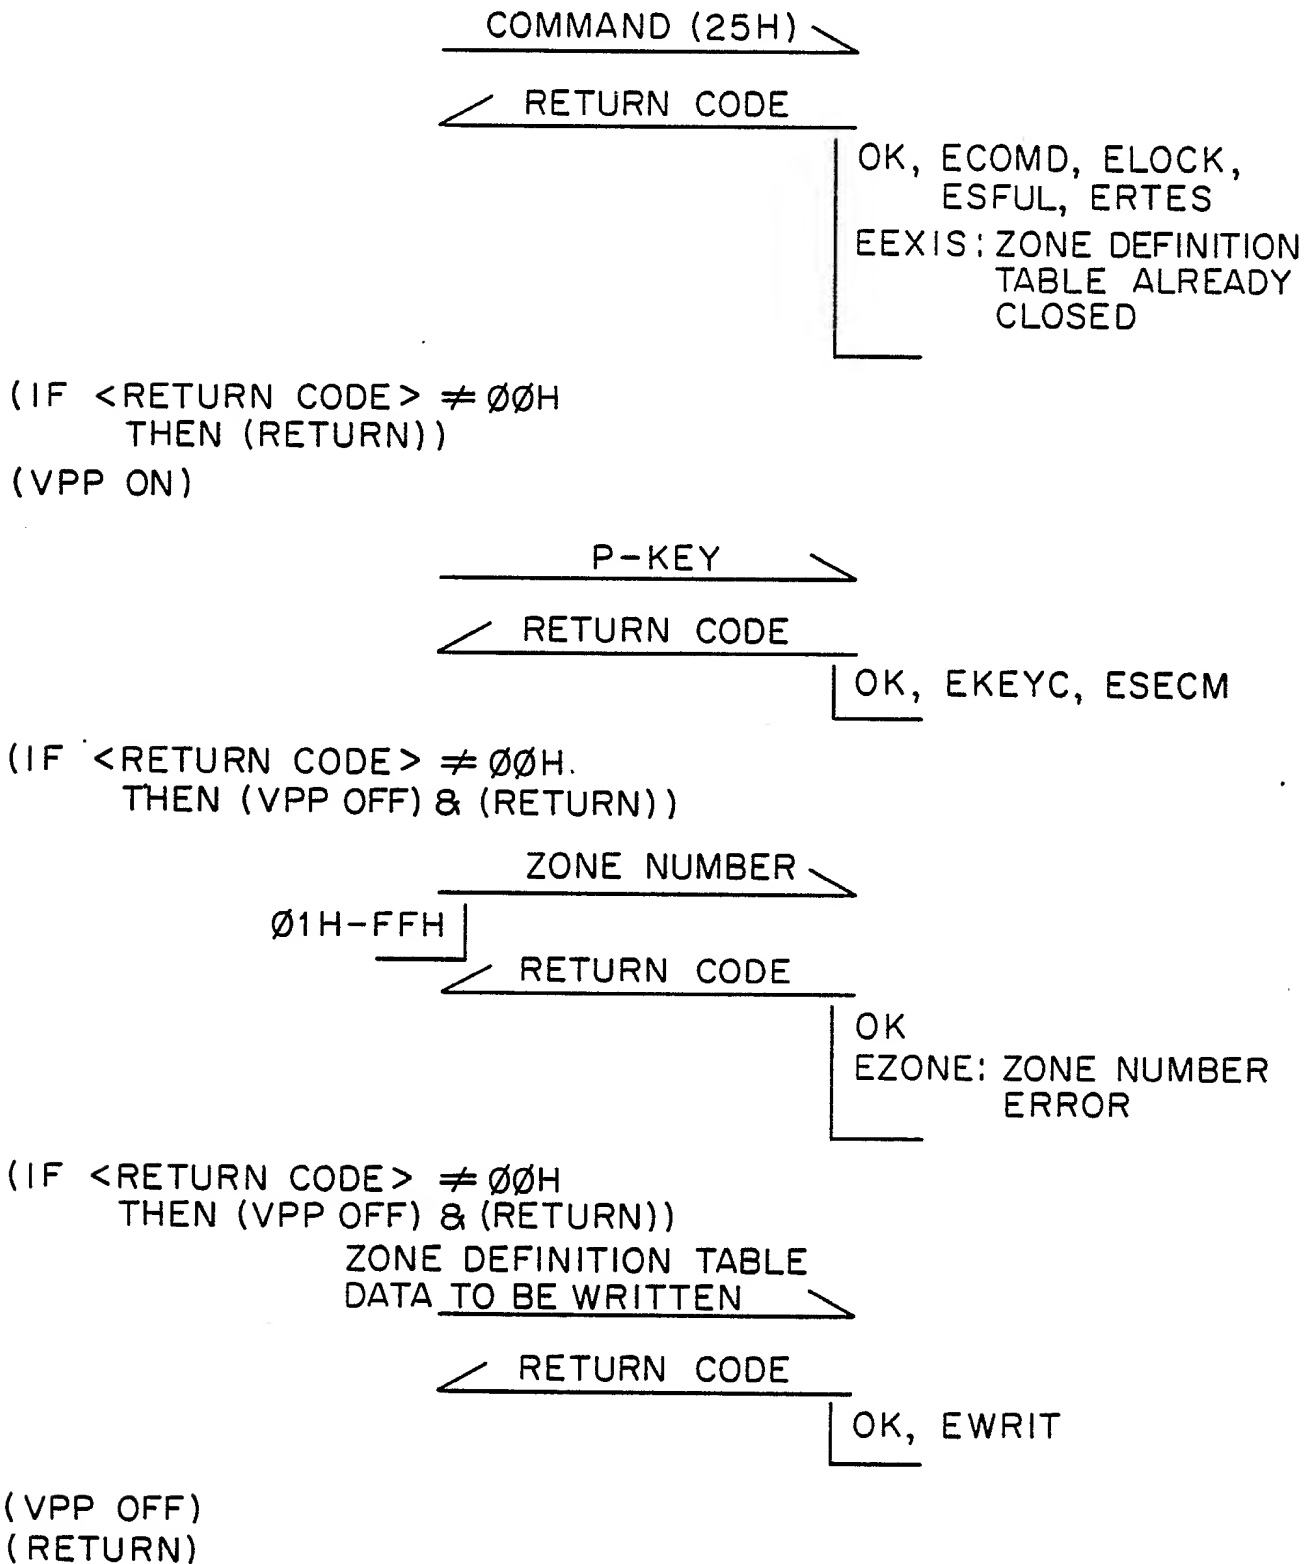 COMMAND (25H)
RETURN CODE
OK, ECOMD, ELOCK,
ESFUL, ERTES
EEXIS: ZONE DEFINITION
TABLE ALREADY
CLOSED
(IF <RETURN CODE> ≠ ØØH
THEN (RETURN))
(VPP ON)
P-KEY
RETURN CODE
OK, EKEYC, ESECM
(IF <RETURN CODE> ≠ ØØH.
THEN (VPP OFF) & (RETURN))
ZONE NUMBER
Ø1H-FFH
RETURN CODE
OK
EZONE: ZONE NUMBER
ERROR
(IF <RETURN CODE> ≠ ØØH
THEN (VPP OFF) & (RETURN))
ZONE DEFINITION TABLE
DATA TO BE WRITTEN
RETURN CODE
OK, EWRIT
(VPP OFF)
(RETURN)